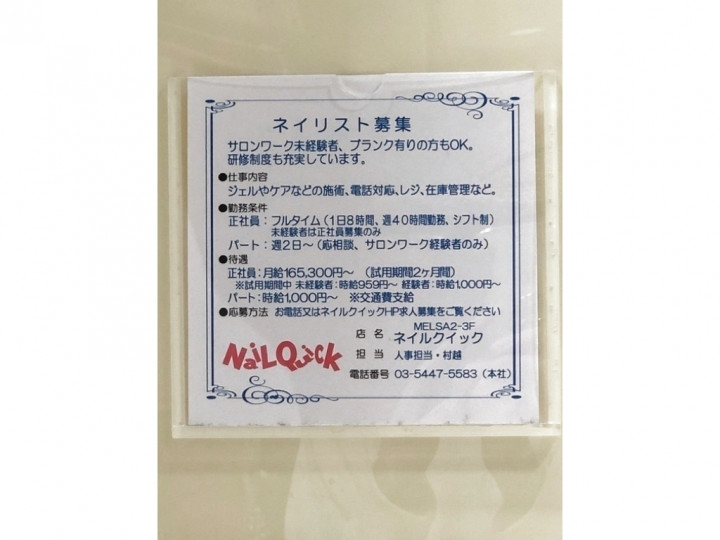 ネイリスト募集
サロンワーク未経験者、ブランク有りの方もOK。
研修制度も充実しています。
●仕事内容
ジェルやケアなどの施術、電話対応、レジ、在庫管理など。
●勤務条件
正社員：フルタイム（1日8時間、週40時間勤務、シフト制）
未経験者は正社員募集のみ
パート：週2日～（応相談、サロンワーク経験者のみ）
●待遇
正社員：月給165,300円～　（試用期間2ヶ月間）
※試用期間中 未経験者：時給959円～ 経験者：時給1,000円～
パート：時給1,000円～　※交通費支給
●応募方法　お電話又はネイルクイックHP求人募集をご覧ください
MELSA2-3F
店　名　ネイルクイック
NaiLQuicK
担　当　人事担当・村越
電話番号　03-5447-5583（本社）